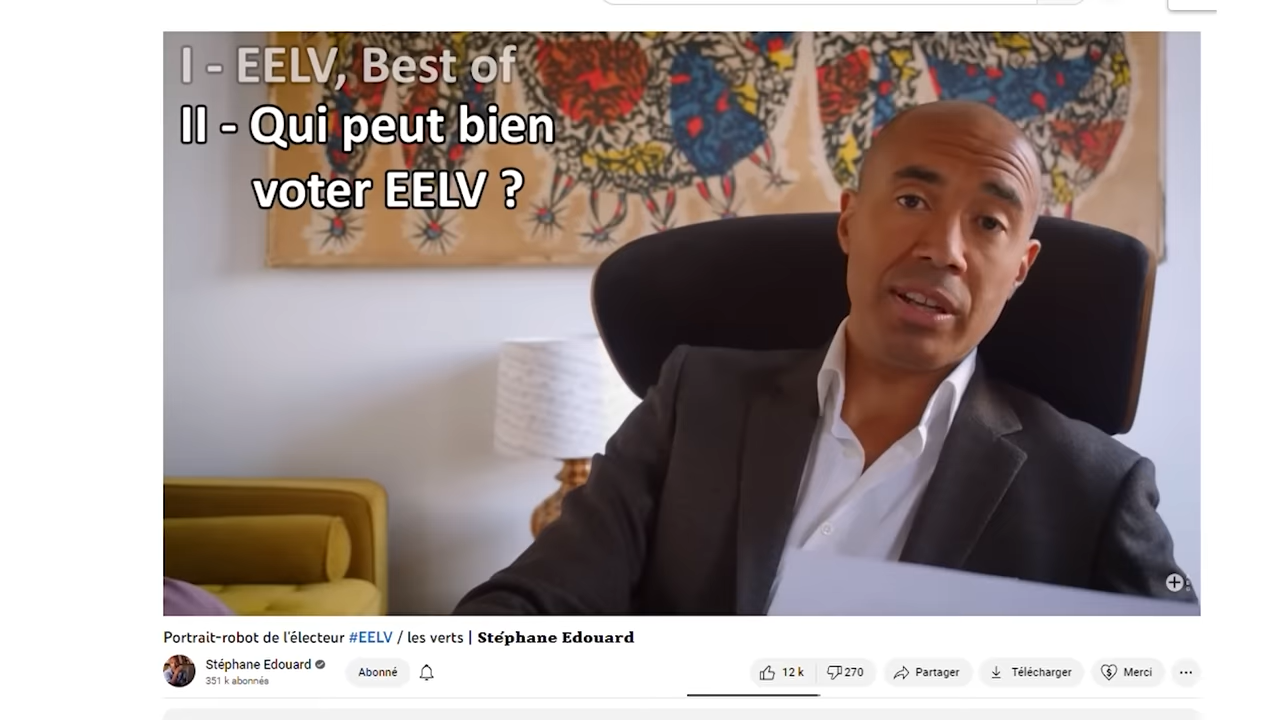 I - EELV, Best of
II - Qui peut bien
voter EELV ?
Portrait-robot de l'électeur #EELV / les verts | Stéphane Edouard
Stéphane Edouard
351 k abonnés
Abonné
12 k
270
Partager
Télécharger
Merci